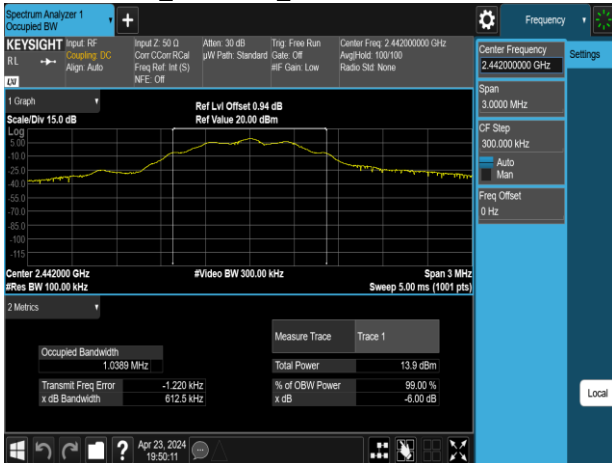 Spectrum Analyzer 1
Occupied BW
Frequency
KEYSIGHT
RL
LXI
Input: RF
Coupling: DC
Align: Auto
Input Z: 50 Ω
Corr CCorr RCal
Freq Ref: Int (S)
NFE: Off
Atten: 30 dB
µW Path: Standard
Trig: Free Run
Gate: Off
#IF Gain: Low
Center Freq: 2.442000000 GHz
Avg|Hold: 100/100
Radio Std: None
Center Frequency
2.442000000 GHz
Settings
Span
3.0000 MHz
CF Step
300.000 kHz
Auto
Man
Freq Offset
0 Hz
Local
1 Graph
Scale/Div 15.0 dB
Ref Lvl Offset 0.94 dB
Ref Value 20.00 dBm
Log
5.00
-10.0
-25.0
-40.0
-55.0
-70.0
-85.0
-100
-115
Center 2.442000 GHz
#Video BW 300.00 kHz
Span 3 MHz
#Res BW 100.00 kHz
Sweep 5.00 ms (1001 pts)
2 Metrics
Measure Trace Trace 1
Occupied Bandwidth
1.0389 MHz
Total Power 13.9 dBm
Transmit Freq Error -1.220 kHz
% of OBW Power 99.00 %
x dB Bandwidth 612.5 kHz
x dB -6.00 dB
?
Apr 23, 2024
19:50:11